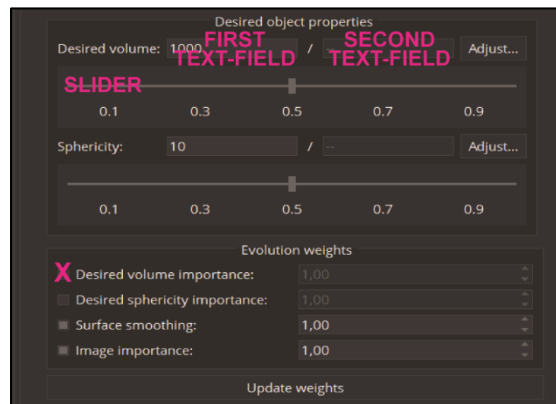 Desired object properties
Desired volume: 1000 FIRST TEXT-FIELD / -- SECOND TEXT-FIELD Adjust...
SLIDER
0.1 0.3 0.5 0.7 0.9
Sphericity: 10 / -- Adjust...
0.1 0.3 0.5 0.7 0.9
Evolution weights
X Desired volume importance: 1,00
Desired sphericity importance: 1,00
Surface smoothing: 1,00
Image importance: 1,00
Update weights